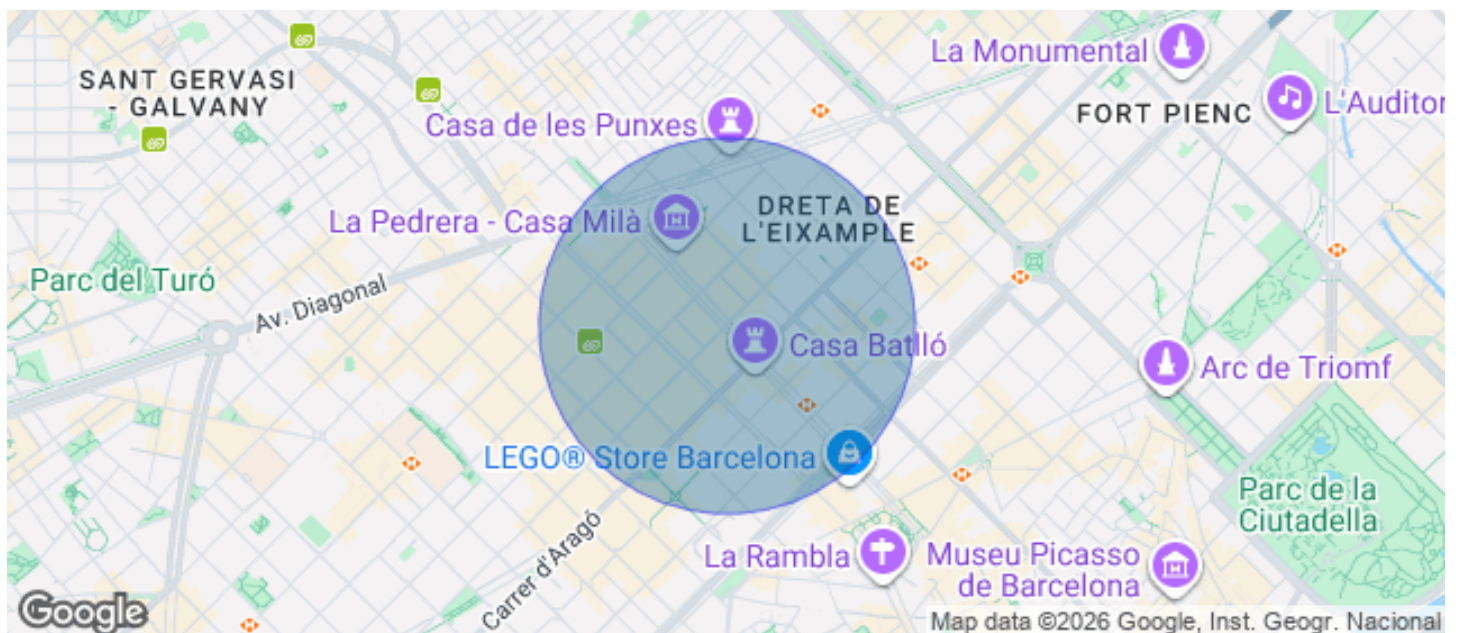 La Monumental
SANT GERVASI
- GALVANY
L'Auditor
FORT PIENC
Casa de les Punxes
DRETA DE
L'EIXAMPLE
La Pedrera - Casa Milà
Parc del Turó
Av. Diagonal
Casa Batlló
Arc de Triomf
LEGO® Store Barcelona
Parc de la
Ciutadella
Carrer d'Aragó
La Rambla
Museu Picasso
de Barcelona
Google
Map data ©2026 Google, Inst. Geogr. Nacional